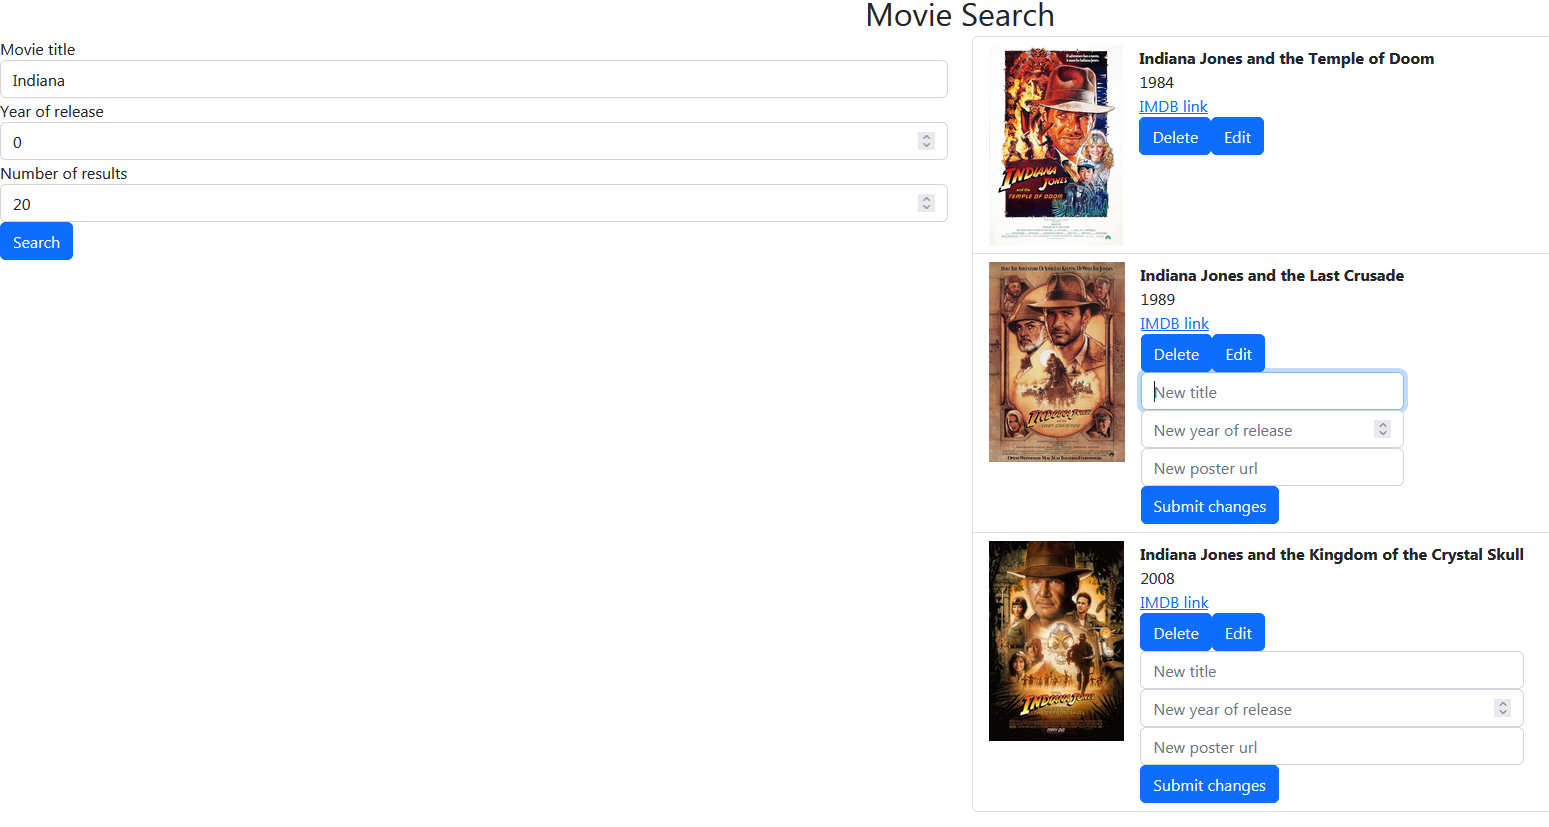 Movie Search
Movie title
Indiana
Year of release
0
Number of results
20
Search
INDIANA JONES
and the
TEMPLE OF DOOM
Indiana Jones and the Temple of Doom
1984
IMDB link
Delete Edit
INDIANA JONES
Indiana Jones and the Last Crusade
1989
IMDB link
Delete Edit
New title
New year of release
New poster url
Submit changes
INDIANA JONES
Indiana Jones and the Kingdom of the Crystal Skull
2008
IMDB link
Delete Edit
New title
New year of release
New poster url
Submit changes